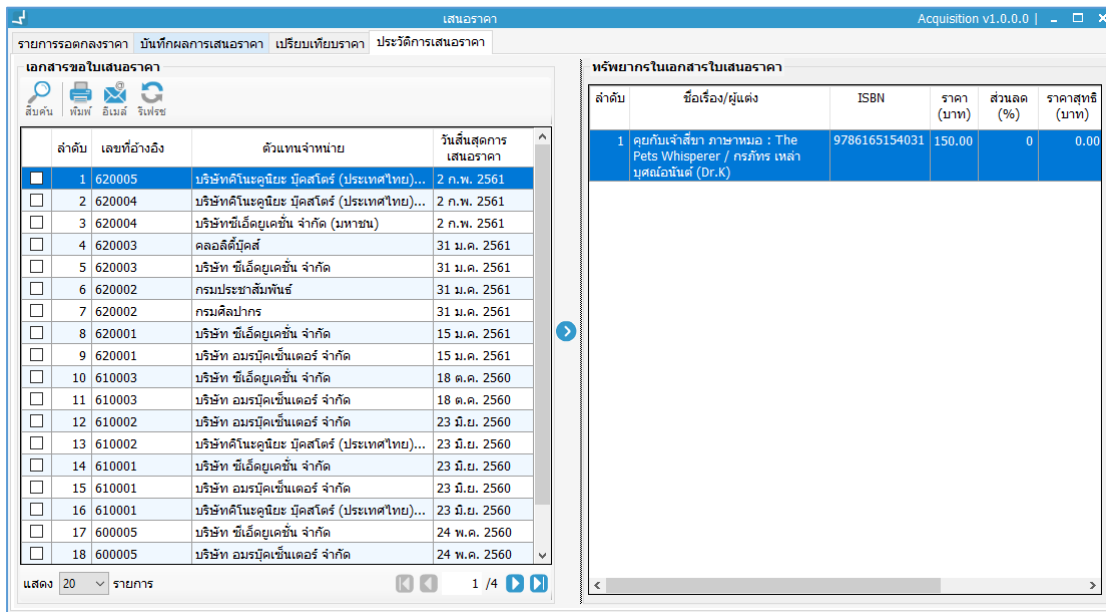 เสนอราคา
Acquisition v1.0.0.0 |
รายการรอตกลงราคา บันทึกผลการเสนอราคา เปรียบเทียบราคา ประวัติการเสนอราคา
เอกสารขอใบเสนอราคา
สืบค้น พิมพ์ อีเมล์ รีเฟรช
ลำดับ เลขที่อ้างอิง ตัวแทนจำหน่าย วันสิ้นสุดการ
เสนอราคา
1 620005 บริษัทคิโนะคูนิยะ บุ๊คสโตร์ (ประเทศไทย)... 2 ก.พ. 2561
2 620004 บริษัทคิโนะคูนิยะ บุ๊คสโตร์ (ประเทศไทย)... 2 ก.พ. 2561
3 620004 บริษัทซีเอ็ดยูเคชั่น จำกัด (มหาชน) 2 ก.พ. 2561
4 620003 คลอลิตี้บุ๊คส์ 31 ม.ค. 2561
5 620003 บริษัท ซีเอ็ดยูเคชั่น จำกัด 31 ม.ค. 2561
6 620002 กรมประชาสัมพันธ์ 31 ม.ค. 2561
7 620002 กรมศิลปากร 31 ม.ค. 2561
8 620001 บริษัท ซีเอ็ดยูเคชั่น จำกัด 15 ม.ค. 2561
9 620001 บริษัท อมรบุ๊คเซ็นเตอร์ จำกัด 15 ม.ค. 2561
10 610003 บริษัท ซีเอ็ดยูเคชั่น จำกัด 18 ต.ค. 2560
11 610003 บริษัท อมรบุ๊คเซ็นเตอร์ จำกัด 18 ต.ค. 2560
12 610002 บริษัท อมรบุ๊คเซ็นเตอร์ จำกัด 23 มิ.ย. 2560
13 610002 บริษัทคิโนะคูนิยะ บุ๊คสโตร์ (ประเทศไทย)... 23 มิ.ย. 2560
14 610001 บริษัท ซีเอ็ดยูเคชั่น จำกัด 23 มิ.ย. 2560
15 610001 บริษัท อมรบุ๊คเซ็นเตอร์ จำกัด 23 มิ.ย. 2560
16 610001 บริษัทคิโนะคูนิยะ บุ๊คสโตร์ (ประเทศไทย)... 23 มิ.ย. 2560
17 600005 บริษัท ซีเอ็ดยูเคชั่น จำกัด 24 พ.ค. 2560
18 600005 บริษัท อมรบุ๊คเซ็นเตอร์ จำกัด 24 พ.ค. 2560
แสดง 20 รายการ 1 /4
ทรัพยากรในเอกสารใบเสนอราคา
ลำดับ ชื่อเรื่อง/ผู้แต่ง ISBN ราคา ส่วนลด ราคาสุทธิ
(บาท) (%) (บาท)
1 คุยกับเจ้าสี่ขา ภาษาหมอ : The 9786165154031 150.00 0 0.00
Pets Whisperer / กรภัทร เหล่า
บุศณ์อนันต์ (Dr.K)